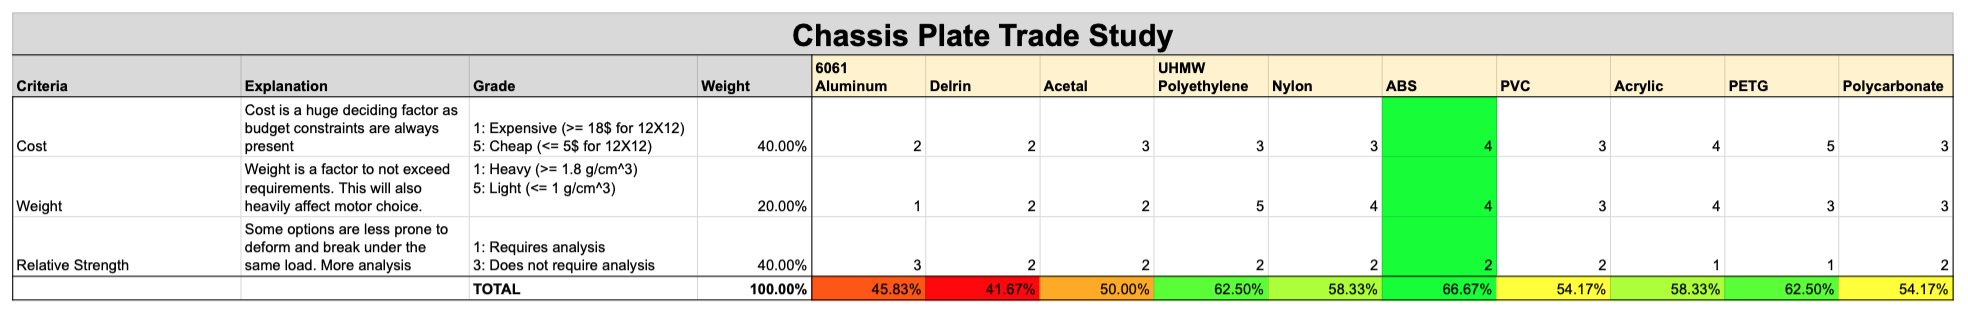 Chassis Plate Trade Study
Criteria Explanation Grade Weight 6061 Aluminum Delrin Acetal UHMW Polyethylene Nylon ABS PVC Acrylic PETG Polycarbonate
Cost is a huge deciding factor as
budget constraints are always
present
1: Expensive (>= 18$ for 12X12)
5: Cheap (<= 5$ for 12X12)
Cost 40.00% 2 2 3 3 3 4 3 4 5 3
Weight is a factor to not exceed
requirements. This will also
heavily affect motor choice.
1: Heavy (>= 1.8 g/cm^3)
5: Light (<= 1 g/cm^3)
Weight 20.00% 1 2 2 5 4 4 3 4 3 3
Some options are less prone to
deform and break under the
same load. More analysis
1: Requires analysis
3: Does not require analysis
Relative Strength 40.00% 3 2 2 2 2 2 2 1 1 2
TOTAL 100.00% 45.83% 41.67% 50.00% 62.50% 58.33% 66.67% 54.17% 58.33% 62.50% 54.17%